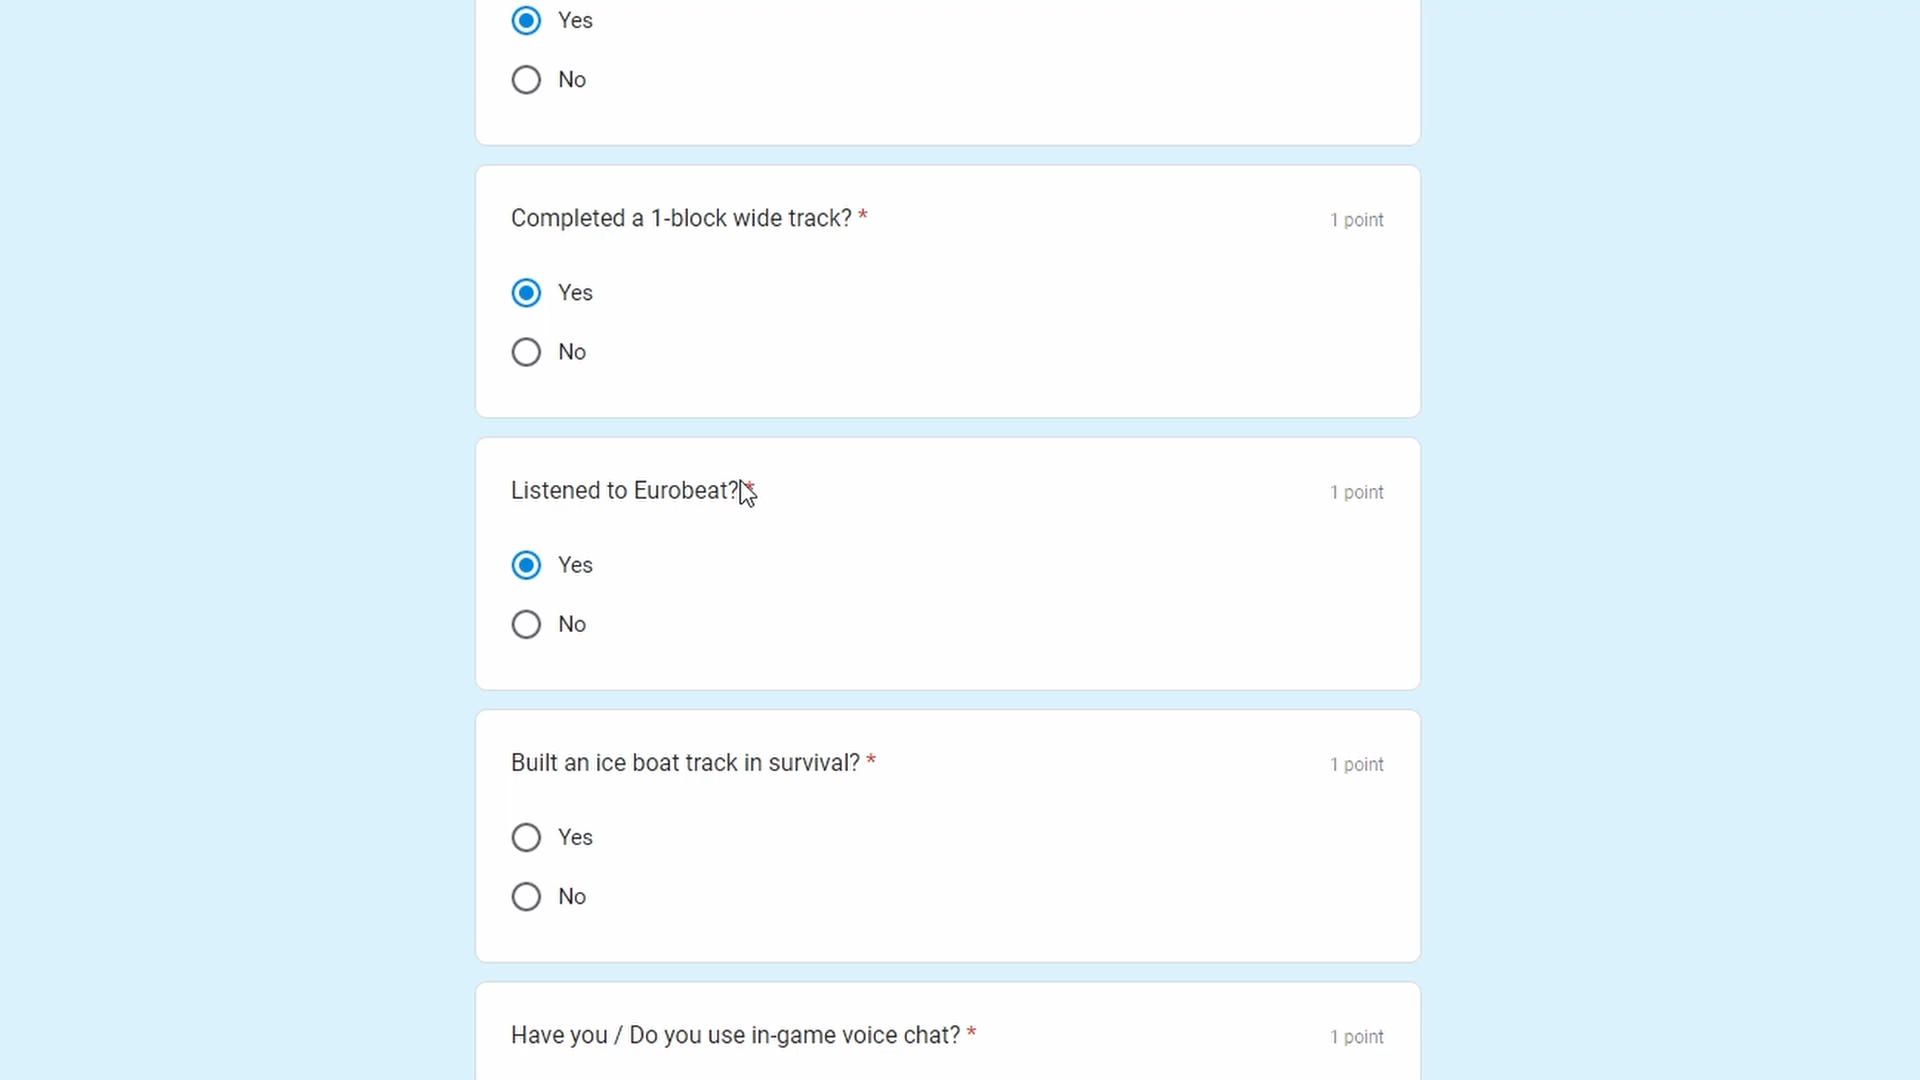 Yes
No
Completed a 1-block wide track? *
1 point
Yes
No
Listened to Eurobeat? *
1 point
Yes
No
Built an ice boat track in survival? *
1 point
Yes
No
Have you / Do you use in-game voice chat? *
1 point